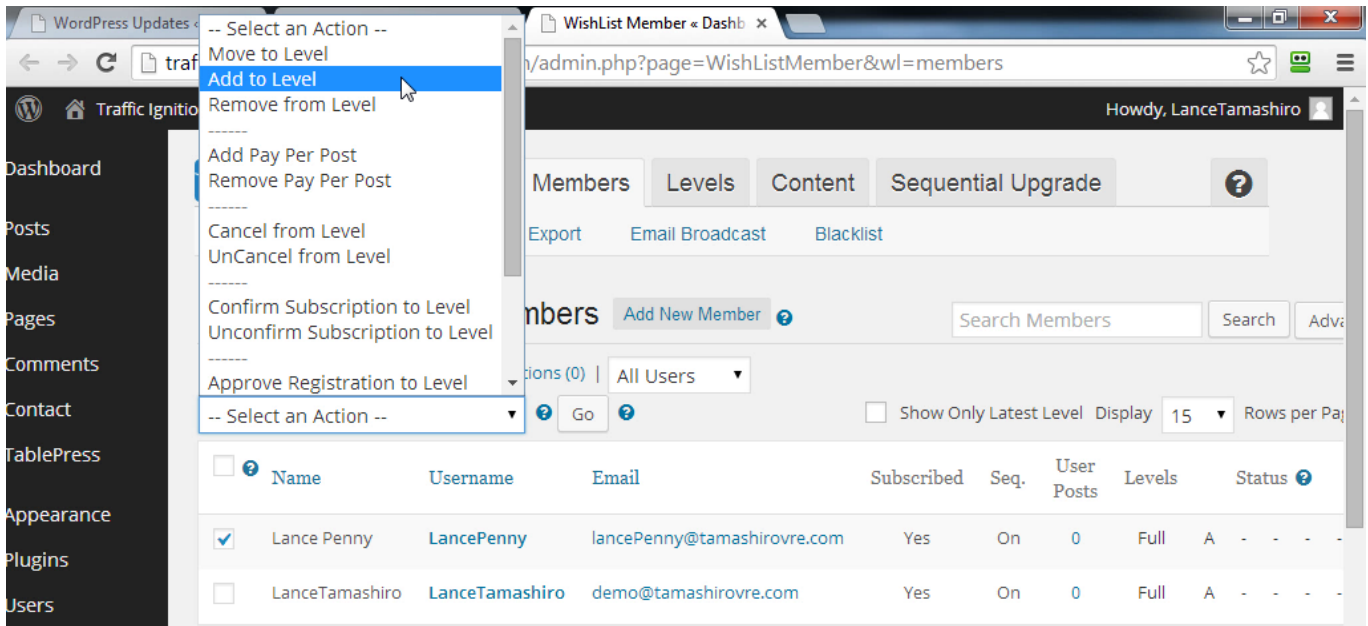 WordPress Updates «
WishList Member « Dashb
-- Select an Action --
Move to Level
Add to Level
Remove from Level
------
Add Pay Per Post
Remove Pay Per Post
------
Cancel from Level
UnCancel from Level
------
Confirm Subscription to Level
Unconfirm Subscription to Level
------
Approve Registration to Level
-- Select an Action --
traf
/admin.php?page=WishListMember&wl=members
Traffic Ignitio
Howdy, LanceTamashiro
Dashboard
Posts
Media
Pages
Comments
Contact
TablePress
Appearance
Plugins
Users
Members Levels Content Sequential Upgrade
Export Email Broadcast Blacklist
mbers Add New Member
Search Members Search Adva
tions (0) | All Users
Go
Show Only Latest Level Display 15 Rows per Pag
Name Username Email Subscribed Seq. User Posts Levels Status
Lance Penny LancePenny lancePenny@tamashirovre.com Yes On 0 Full A - - - -
LanceTamashiro LanceTamashiro demo@tamashirovre.com Yes On 0 Full A - - - -